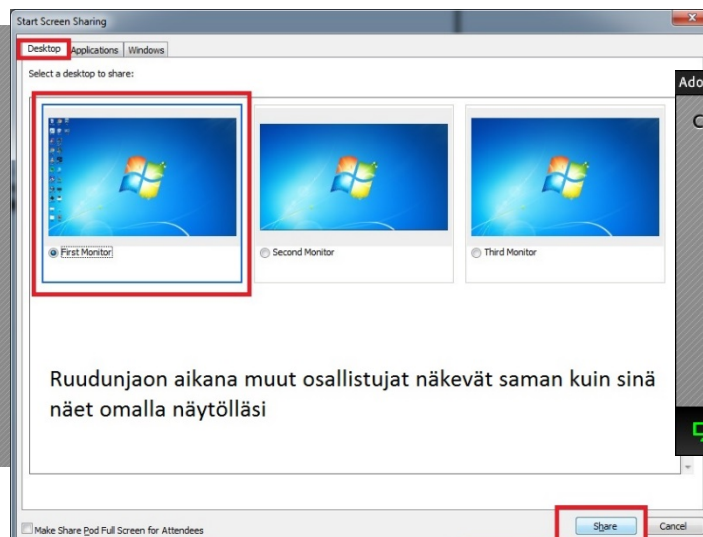 Start Screen Sharing
Desktop Applications Windows
Select a desktop to share:
First Monitor Second Monitor Third Monitor
Ruudunjaon aikana muut osallistujat näkevät saman kuin sinä
näet omalla näytölläsi
Make Share Pod Full Screen for Attendees
Share Cancel